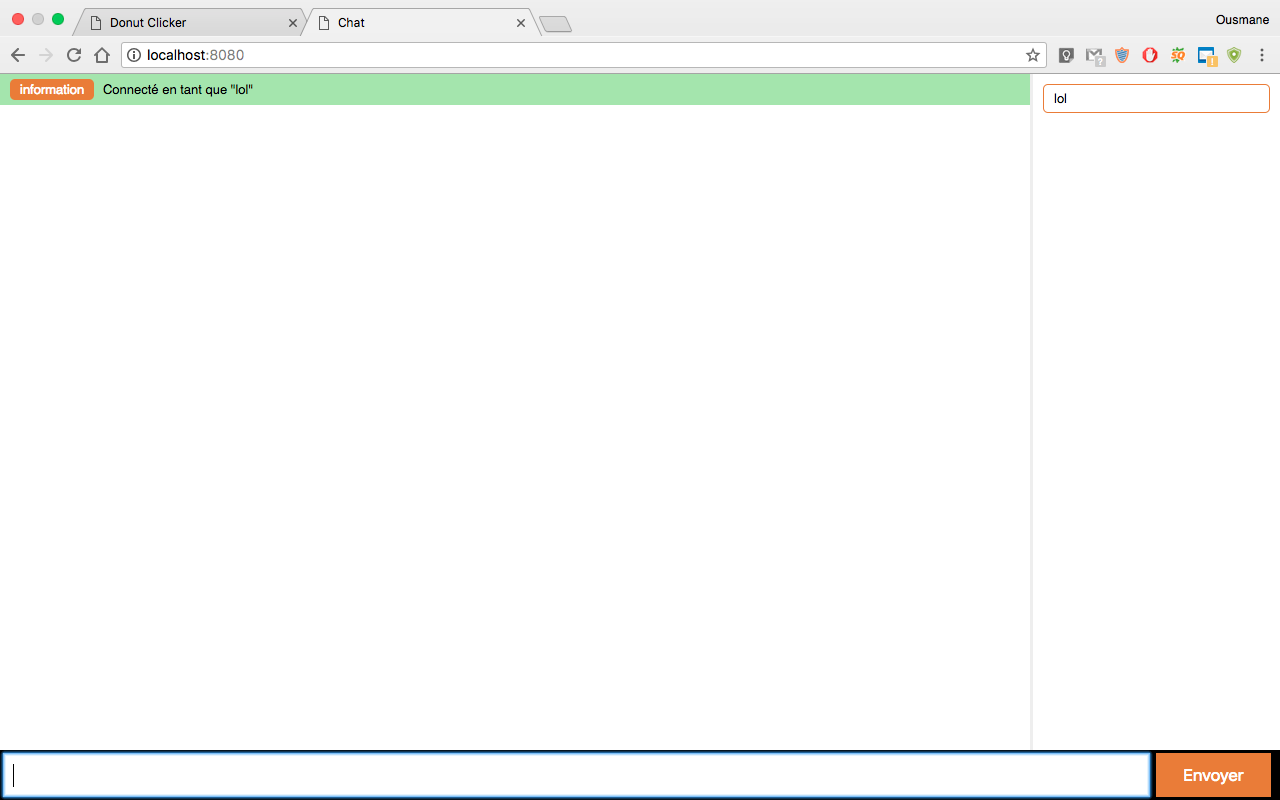 Donut Clicker
Chat
Ousmane
localhost:8080
information Connecté en tant que "lol"
lol
Envoyer